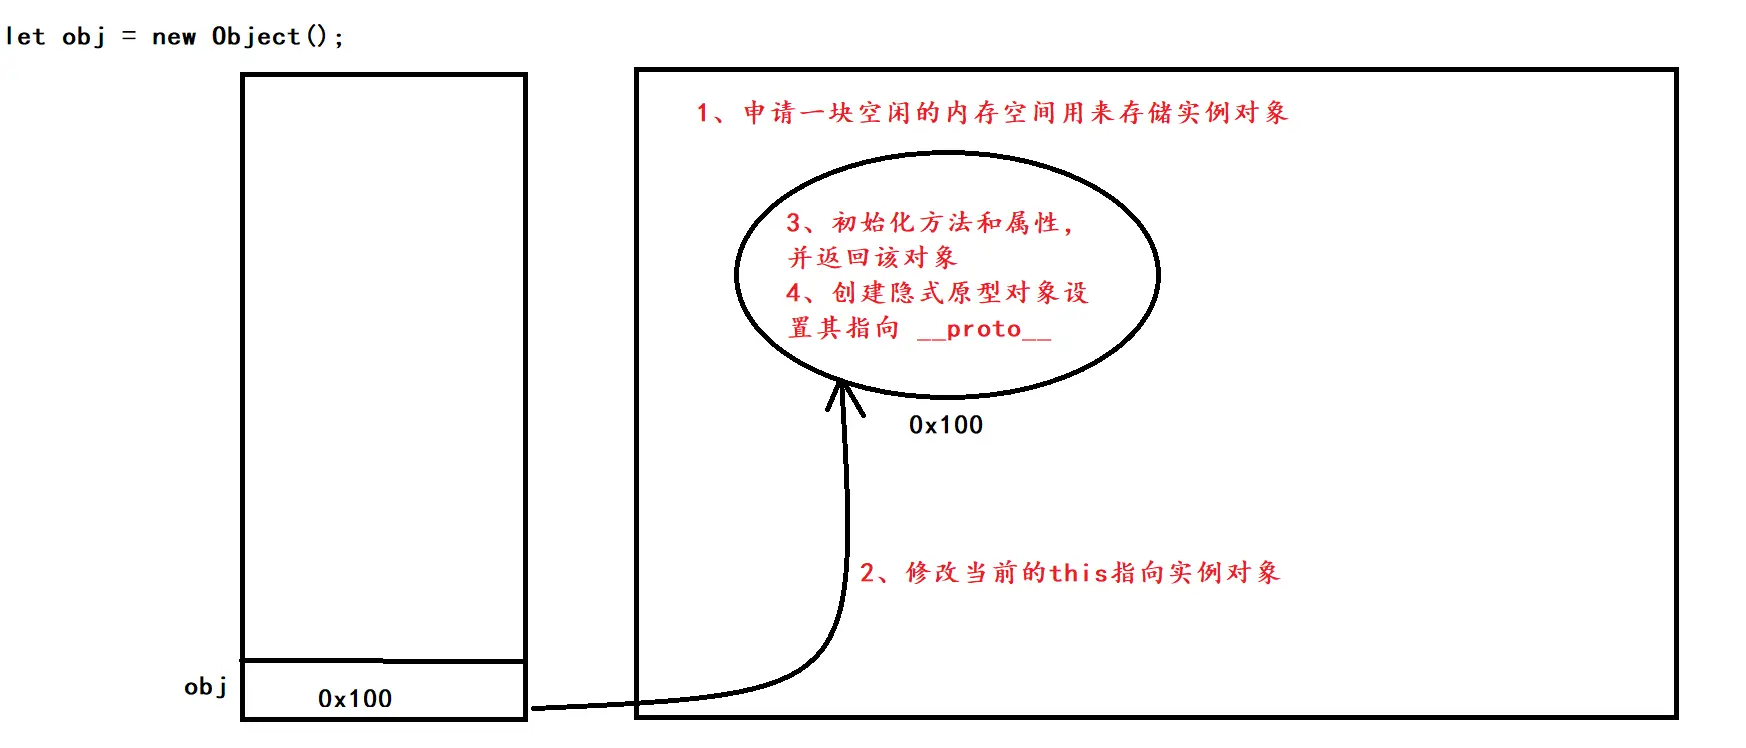 let obj = new Object();
1、申请一块空闲的内存空间用来存储实例对象
3、初始化方法和属性,
并返回该对象
4、创建隐式原型对象设
置其指向 __proto__
0x100
2、修改当前的this指向实例对象
obj
0x100